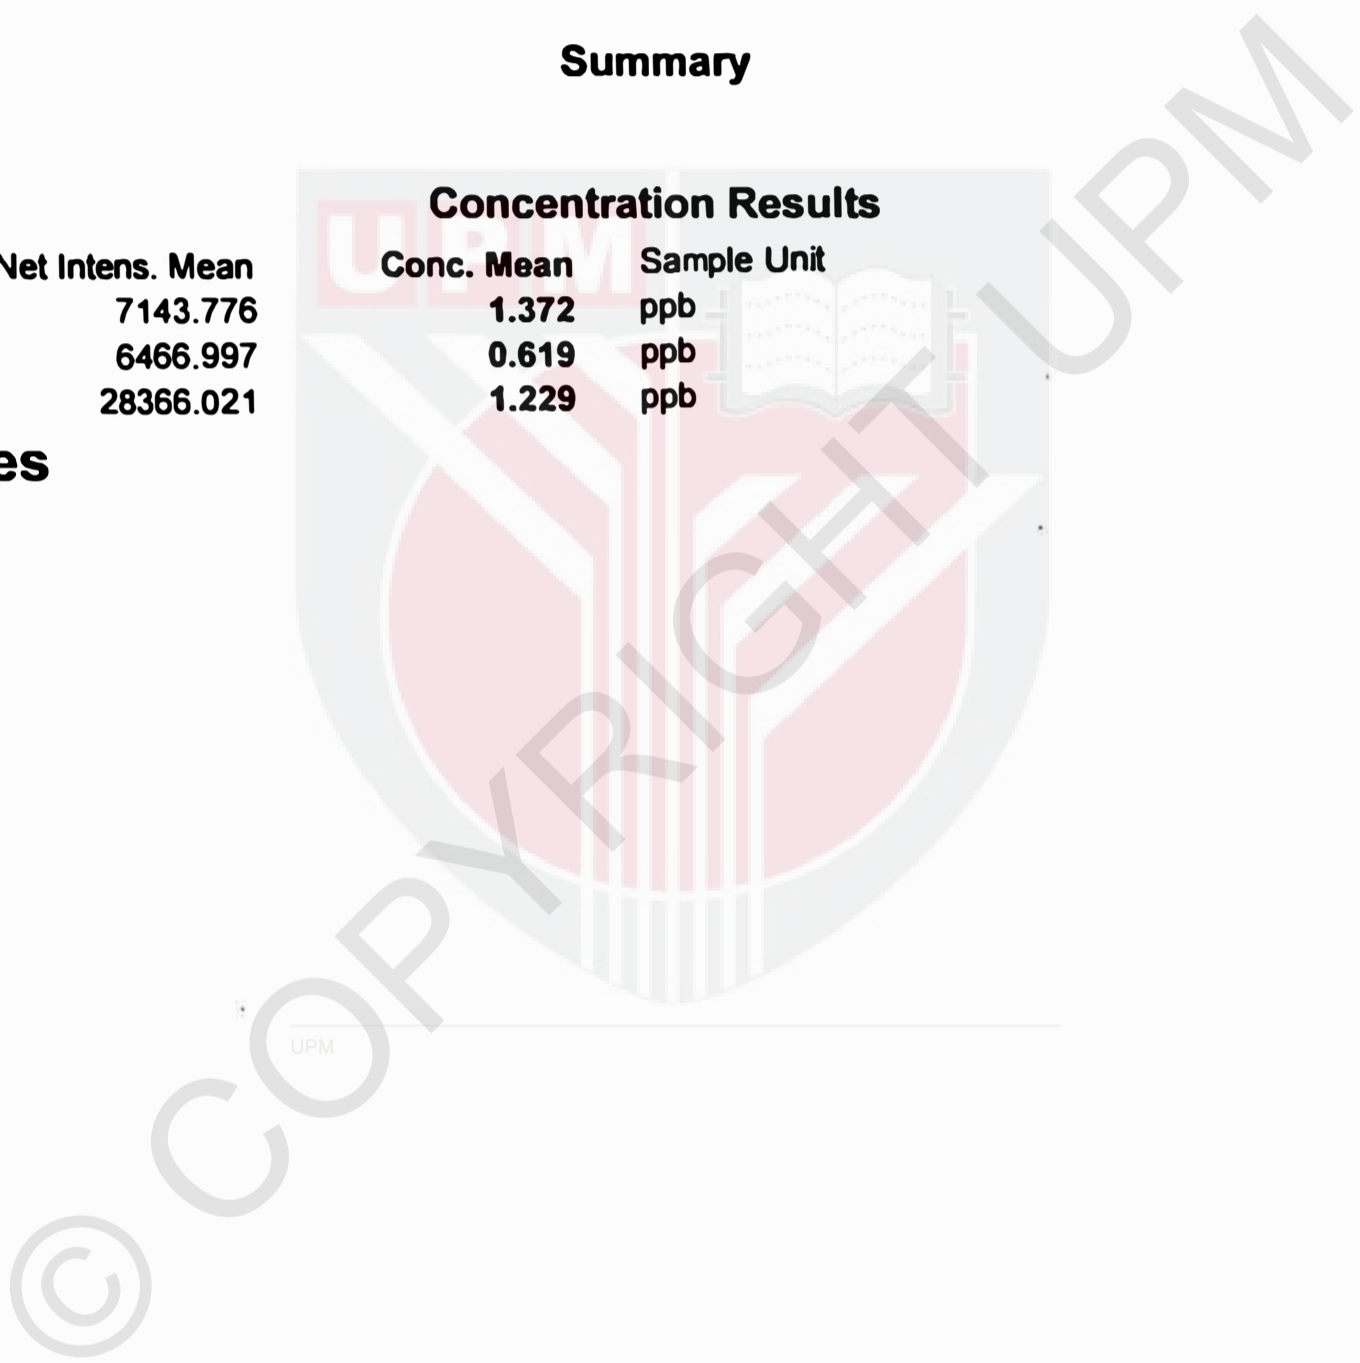 Summary
Concentration Results
Net Intens. Mean Conc. Mean Sample Unit
7143.776 1.372 ppb
6466.997 0.619 ppb
28366.021 1.229 ppb
es
UPM
UPM
© COPYRIGHT UPM